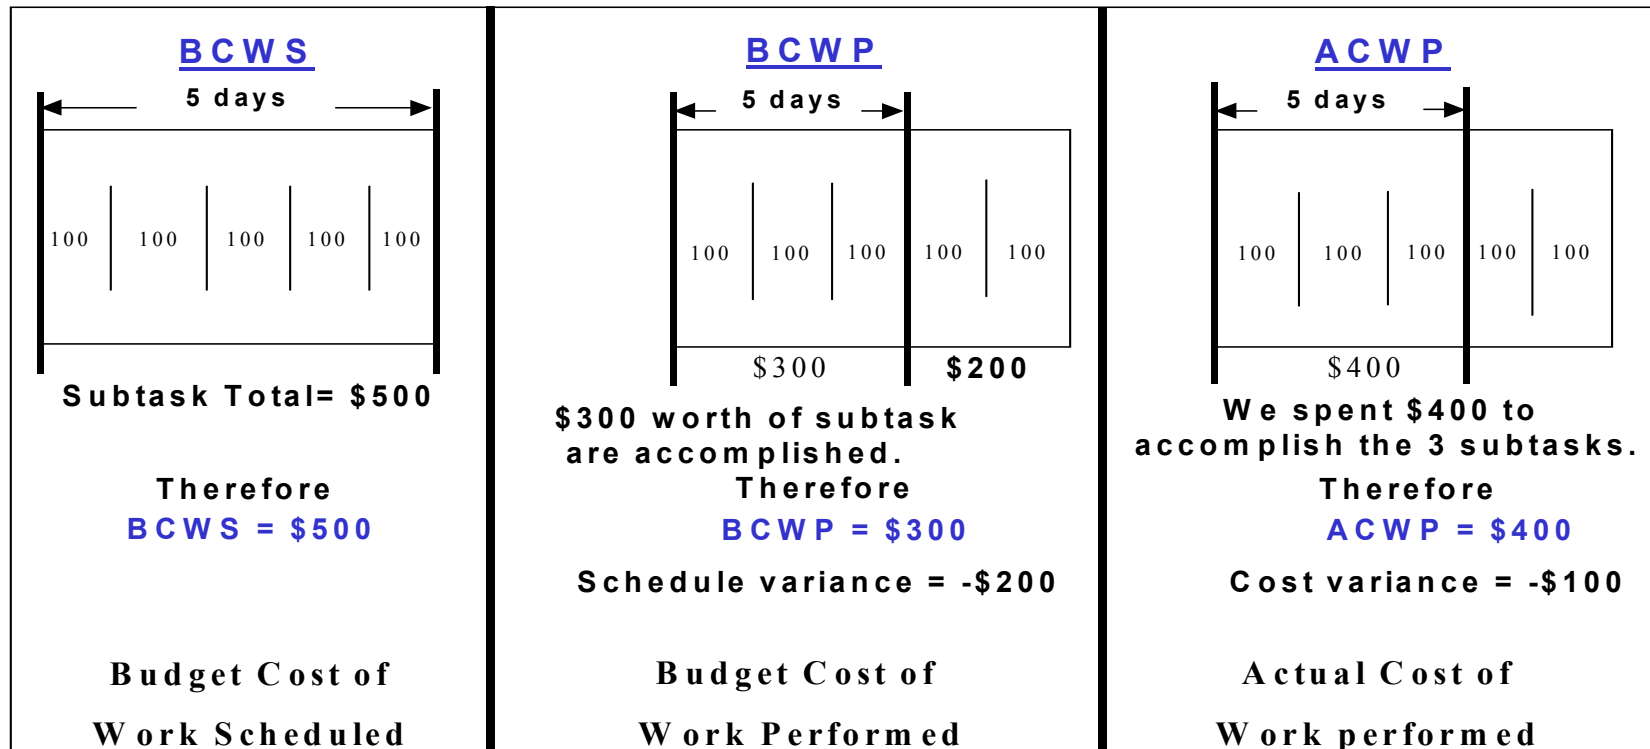 BCWS
5 days
100 100 100 100 100
Subtask Total= $500
Therefore
BCWS = $500
Budget Cost of
Work Scheduled
BCWP
5 days
100 100 100 100 100
$300 $200
$300 worth of subtask
are accomplished.
Therefore
BCWP = $300
Schedule variance = -$200
Budget Cost of
Work Performed
ACWP
5 days
100 100 100 100 100
$400
We spent $400 to
accomplish the 3 subtasks.
Therefore
ACWP = $400
Cost variance = -$100
Actual Cost of
Work performed